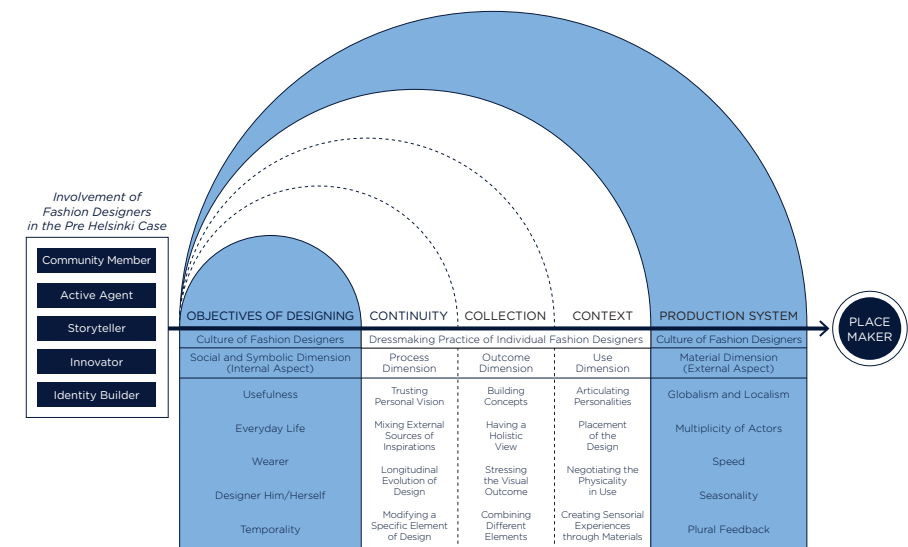 Involvement of
Fashion Designers
in the Pre Helsinki Case
Community Member
Active Agent
Storyteller
Innovator
Identity Builder
OBJECTIVES OF DESIGNING
CONTINUITY
COLLECTION
CONTEXT
PRODUCTION SYSTEM
PLACE
MAKER
Culture of Fashion Designers
Dressmaking Practice of Individual Fashion Designers
Culture of Fashion Designers
Social and Symbolic Dimension
(Internal Aspect)
Process
Dimension
Outcome
Dimension
Use
Dimension
Material Dimension
(External Aspect)
Usefulness
Everyday Life
Wearer
Designer Him/Herself
Temporality
Trusting
Personal Vision
Mixing External
Sources of
Inspirations
Longitudinal
Evolution of
Design
Modifying a
Specific Element
of Design
Building
Concepts
Having a
Holistic
View
Stressing
the Visual
Outcome
Combining
Different
Elements
Articulating
Personalities
Placement
of the
Design
Negotiating the
Physicality
in Use
Creating Sensorial
Experiences
through Materials
Globalism and Localism
Multiplicity of Actors
Speed
Seasonality
Plural Feedback